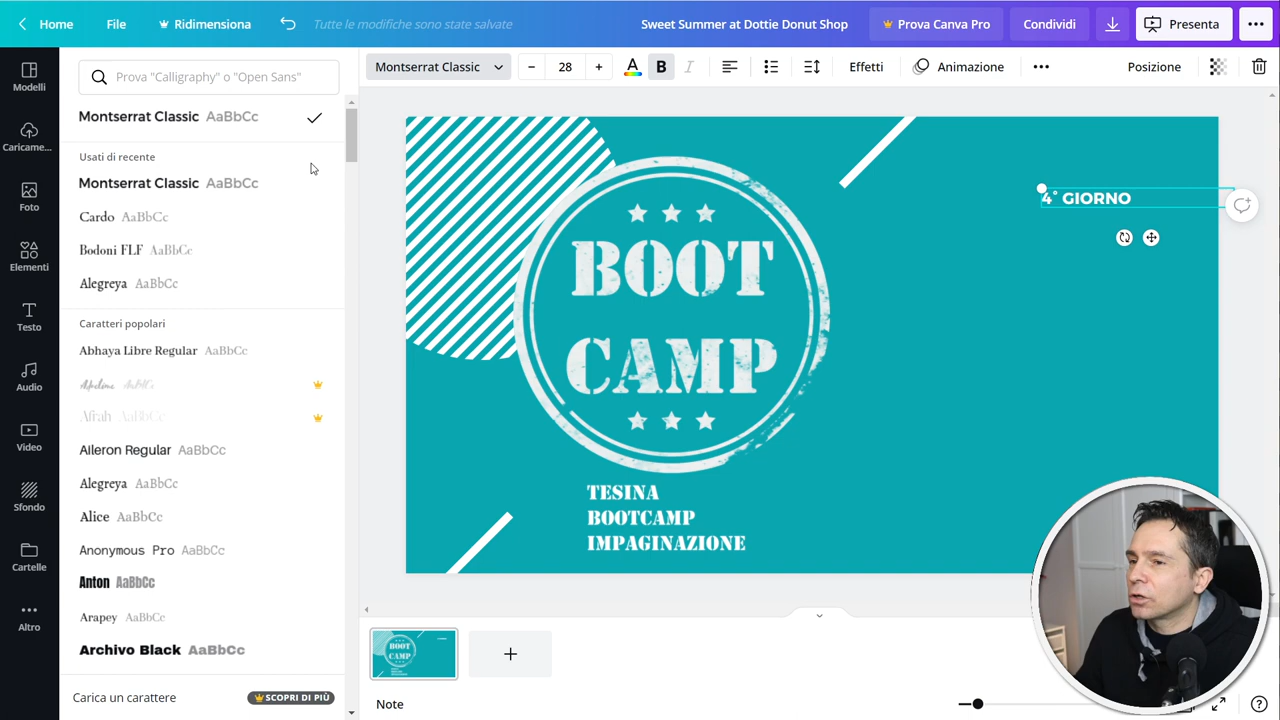 Home
File
Ridimensiona
Tutte le modifiche sono state salvate
Sweet Summer at Dottie Donut Shop
Prova Canva Pro
Condividi
Presenta
Modelli
Caricame...
Foto
Elementi
Testo
Audio
Video
Sfondo
Cartelle
Altro
Prova "Calligraphy" o "Open Sans"
Montserrat Classic AaBbCc
Usati di recente
Montserrat Classic AaBbCc
Cardo AaBbCc
Bodoni FLF AaBbCc
Alegreya AaBbCc
Caratteri popolari
Abhaya Libre Regular AaBbCc
AaBbCc
Afrah AaBbCc
Aileron Regular AaBbCc
Alegreya AaBbCc
Alice AaBbCc
Anonymous Pro AaBbCc
Anton AaBbCc
Arapey AaBbCc
Archivo Black AaBbCc
Carica un carattere
SCOPRI DI PIÙ
Montserrat Classic
28
A
B
I
Effetti
Animazione
Posizione
4° GIORNO
BOOT
CAMP
TESINA
BOOTCAMP
IMPAGINAZIONE
BOOT
CAMP
Note